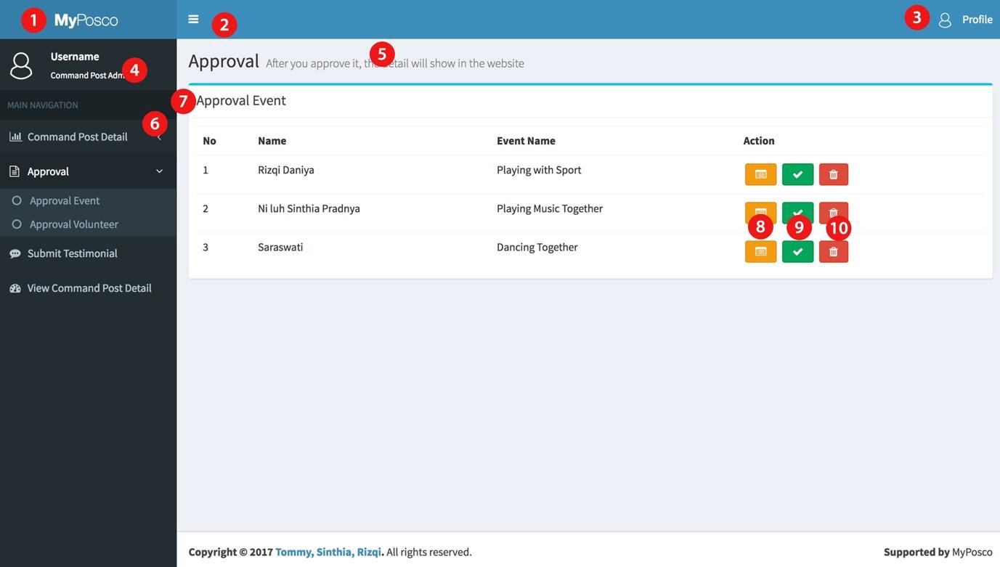 1 MyPosco
2
3 Profile
Username
Command Post Adm 4
MAIN NAVIGATION
6
Command Post Detail
Approval
Approval Event
Approval Volunteer
Submit Testimonial
View Command Post Detail
5
Approval After you approve it, the detail will show in the website
7 Approval Event
No Name Event Name Action
1 Rizqi Daniya Playing with Sport
2 Ni luh Sinthia Pradnya Playing Music Together
8 9 10
3 Saraswati Dancing Together
Copyright © 2017 Tommy, Sinthia, Rizqi. All rights reserved.
Supported by MyPosco